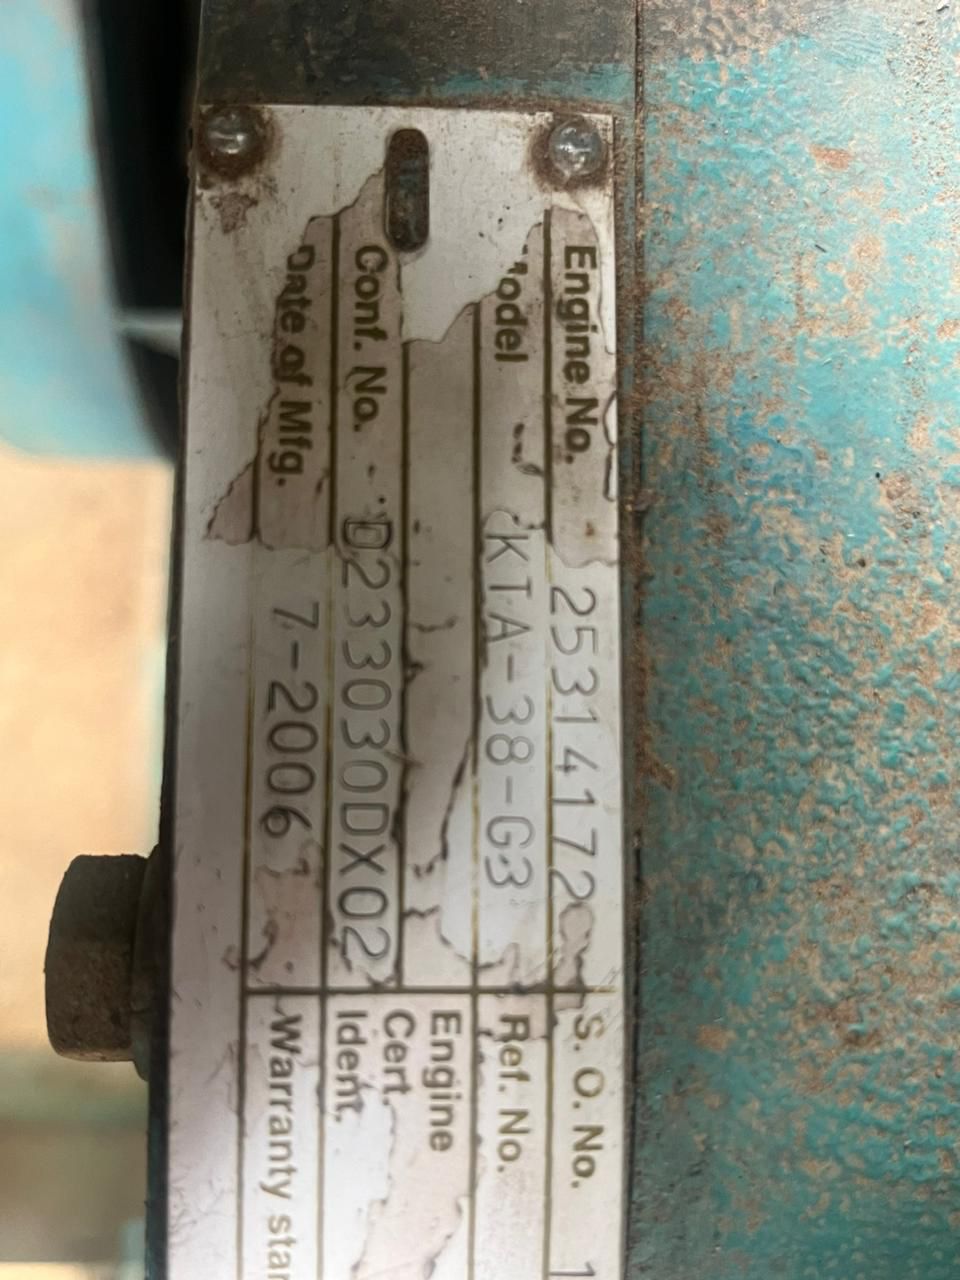 Engine No. 25314172
Model KTA-38-G3
Conf. No. D233030DX02
Date of Mfg. 7-2006
S. O. No. 1
Ref. No.
Engine
Cert.
Ident.
Warranty star